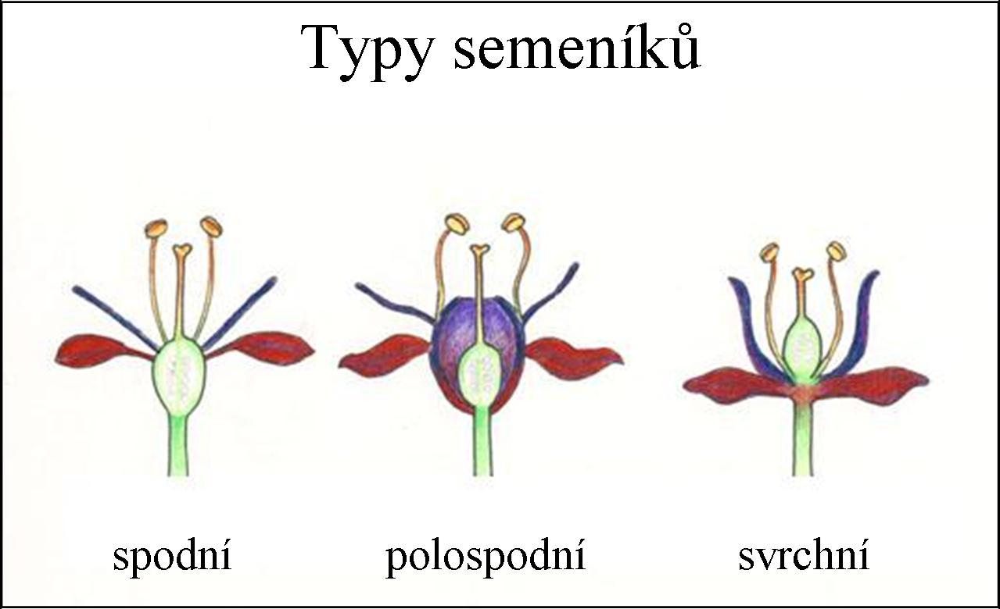 Typy semeníků
spodní
polospodní
svrchní